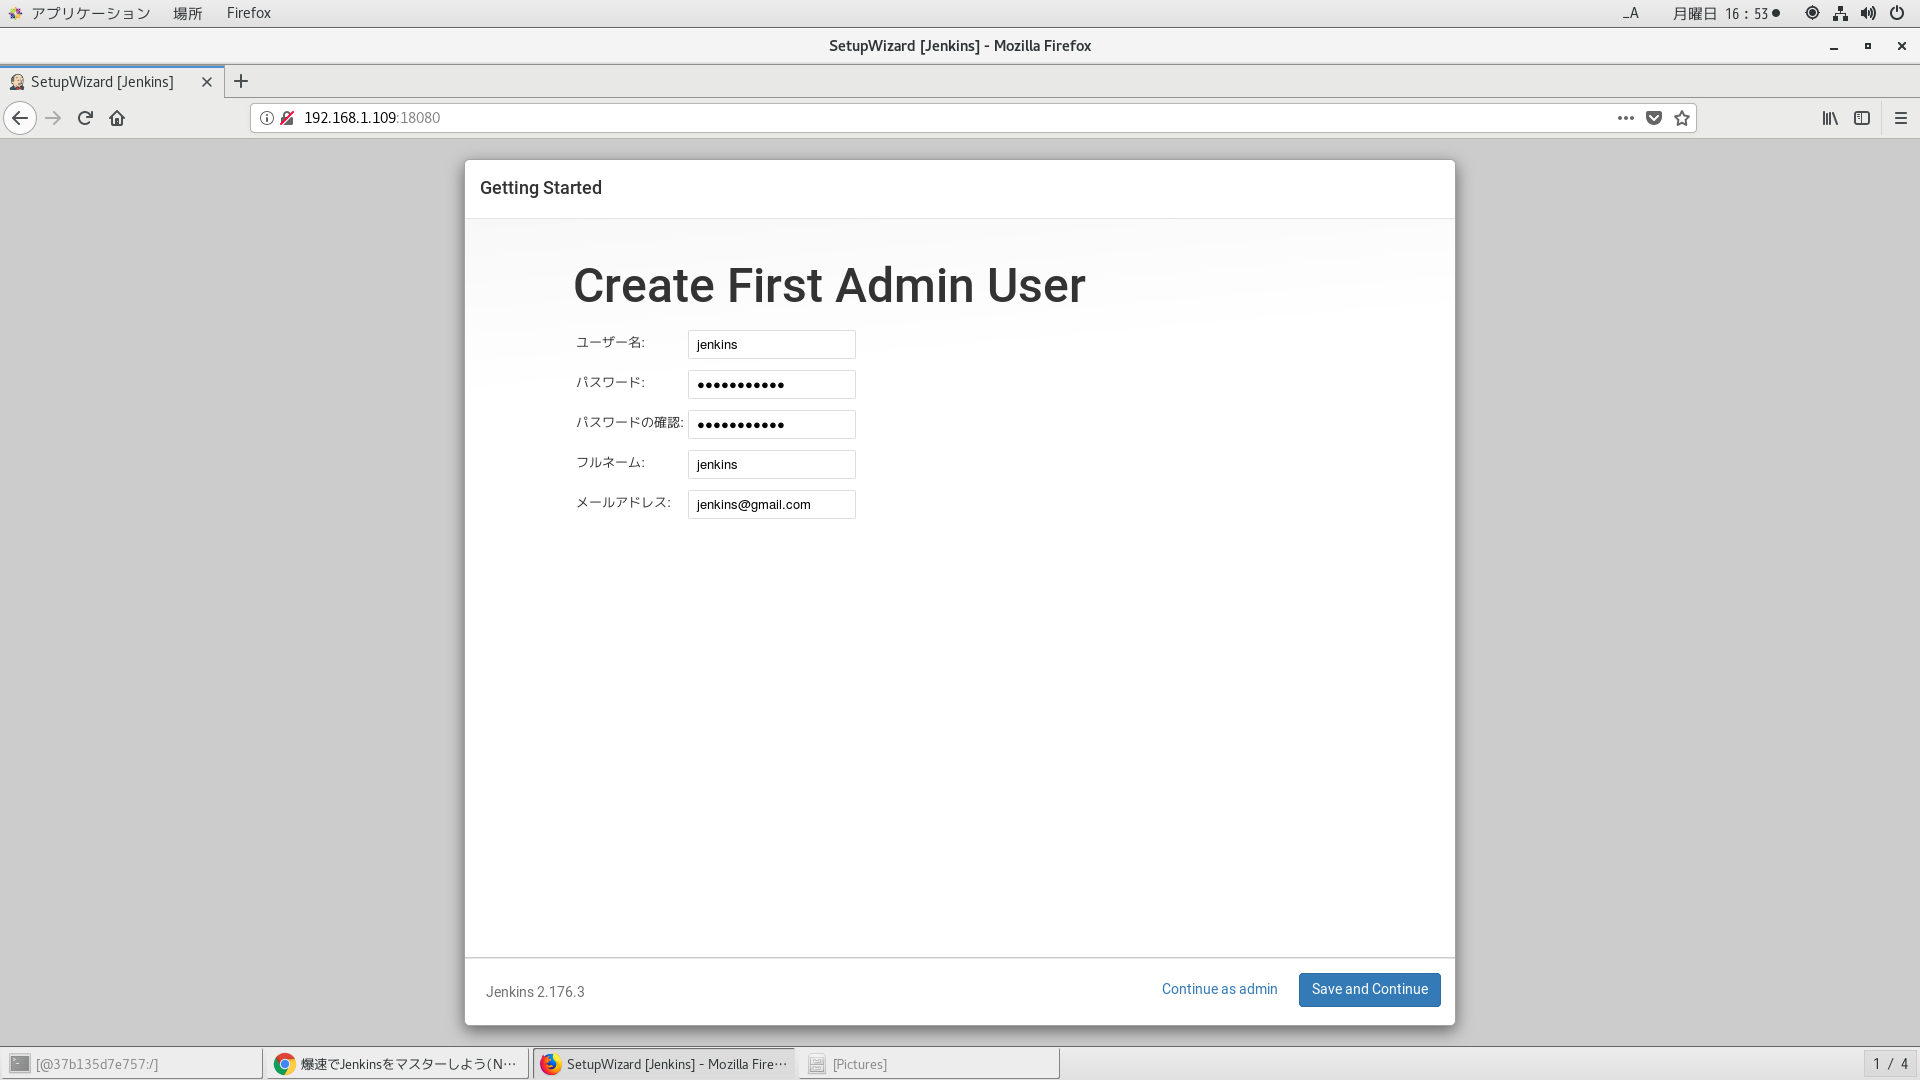 アプリケーション 場所 Firefox _A 月曜日 16：53
SetupWizard [Jenkins] - Mozilla Firefox
SetupWizard [Jenkins]
192.168.1.109:18080
Getting Started
Create First Admin User
ユーザー名: jenkins
パスワード: ●●●●●●●●●●●
パスワードの確認: ●●●●●●●●●●●
フルネーム: jenkins
メールアドレス: jenkins@gmail.com
Jenkins 2.176.3 Continue as admin Save and Continue
[@37b135d7e757:/] 爆速でJenkinsをマスターしよう(N… SetupWizard [Jenkins] - Mozilla Fire… [Pictures] 1 / 4